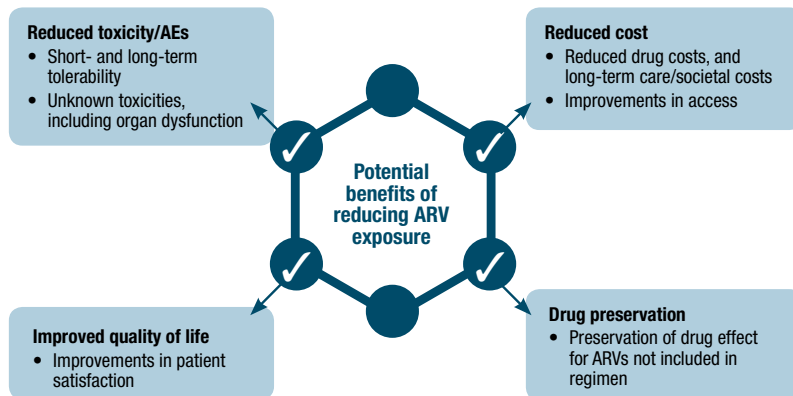 Reduced toxicity/AEs
• Short- and long-term
tolerability
• Unknown toxicities,
including organ dysfunction
Reduced cost
• Reduced drug costs, and
long-term care/societal costs
• Improvements in access
Potential
benefits of
reducing ARV
exposure
Improved quality of life
• Improvements in patient
satisfaction
Drug preservation
• Preservation of drug effect
for ARVs not included in
regimen